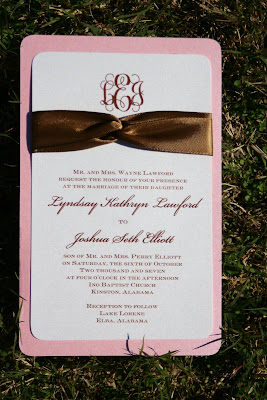 LEJ
Mr. and Mrs. Wayne Lawford
request the honour of your presence
at the marriage of their daughter
Lyndsay Kathryn Lawford
to
Joshua Seth Elliott
son of Mr. and Mrs. Perry Elliott
on Saturday, the sixth of October
Two thousand and seven
at four o'clock in the afternoon
Ino Baptist Church
Kinston, Alabama
Reception to follow
Lake Lorene
Elba, Alabama